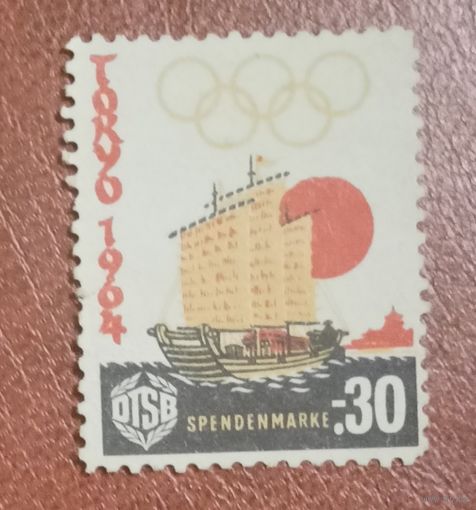 TOKYO 1964
DTSB
SPENDENMARKE
-.30